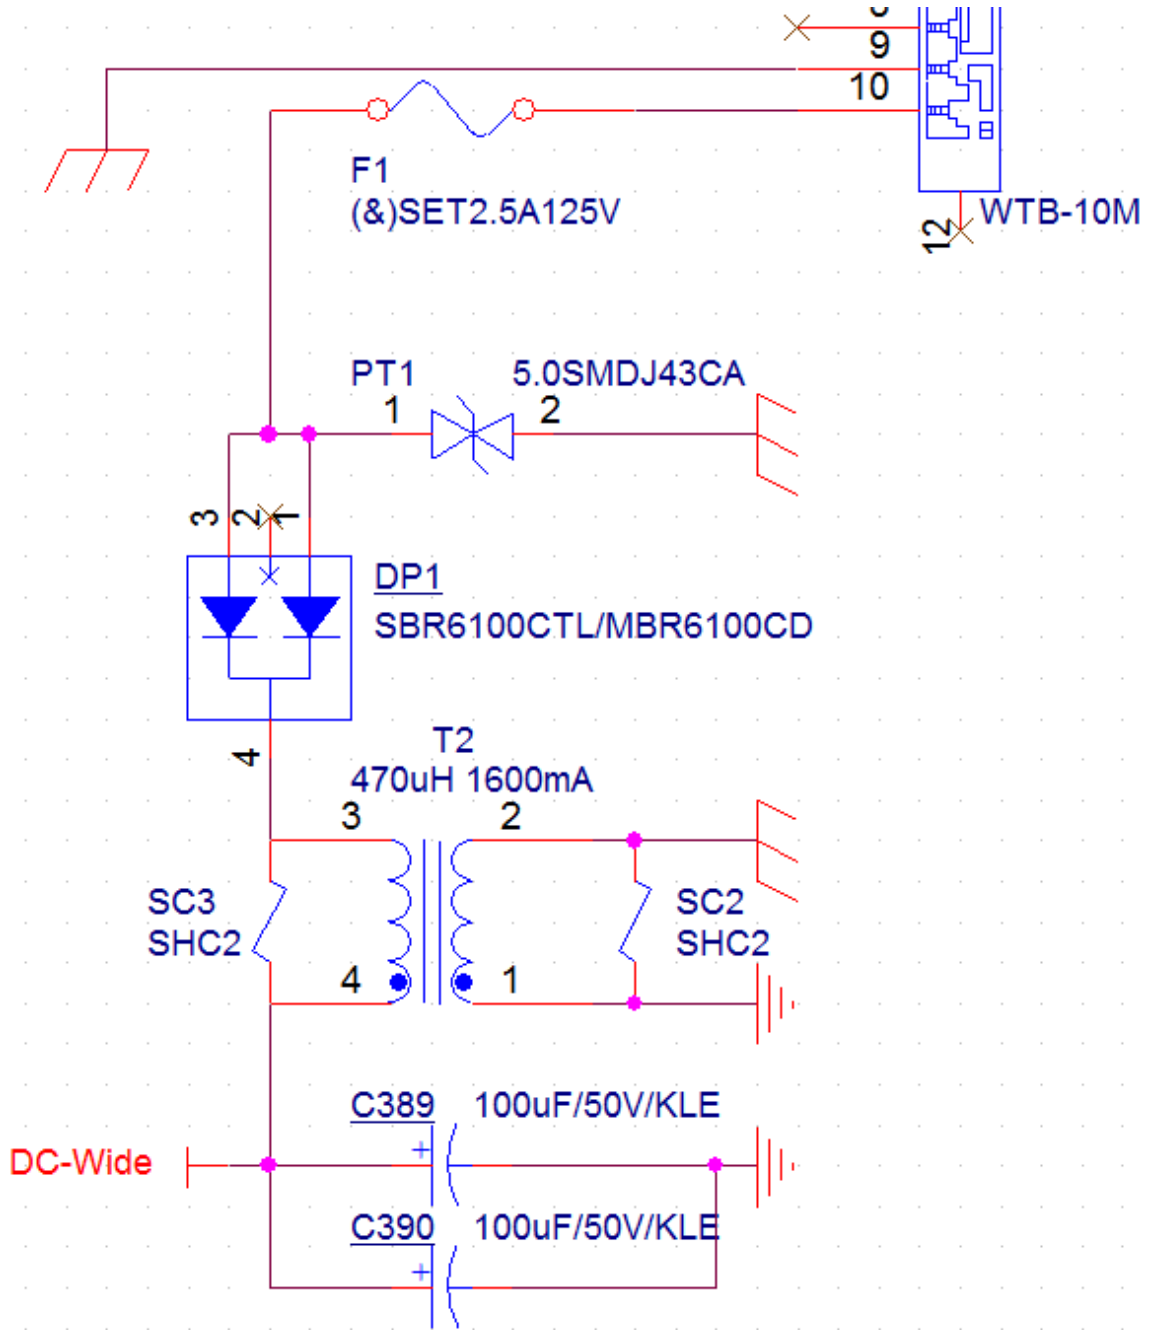 9
10
F1
(&)SET2.5A125V
12
WTB-10M
PT1
5.0SMDJ43CA
1
2
3
2
1
DP1
SBR6100CTL/MBR6100CD
4
T2
470uH 1600mA
3
2
SC3
SHC2
SC2
SHC2
4
1
C389
100uF/50V/KLE
+
DC-Wide
C390
100uF/50V/KLE
+